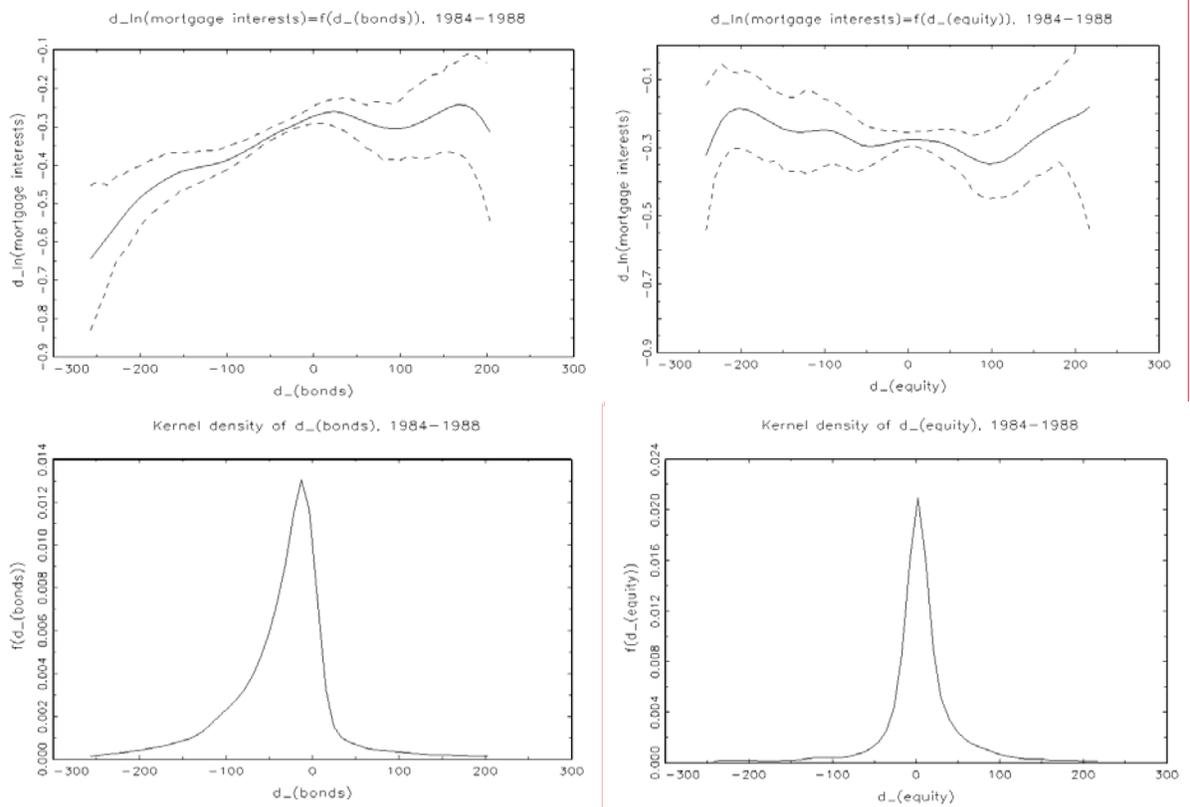 d_ln(mortgage interests)=f(d_(bonds)), 1984-1988
d_ln(mortgage interests)
-0.1
-0.2
-0.3
-0.4
-0.5
-0.6
-0.7
-0.8
-0.9
-300 -200 -100 0 100 200 300
d_(bonds)
d_ln(mortgage interests)=f(d_(equity)), 1984-1988
d_ln(mortgage interests)
-0.1
-0.3
-0.5
-0.7
-0.9
-300 -200 -100 0 100 200 300
d_(equity)
Kernel density of d_(bonds), 1984-1988
f(d_(bonds))
0.014
0.012
0.010
0.008
0.006
0.004
0.002
0.000
-300 -200 -100 0 100 200 300
d_(bonds)
Kernel density of d_(equity), 1984-1988
f(d_(equity))
0.024
0.020
0.016
0.012
0.008
0.004
0.000
-300 -200 -100 0 100 200 300
d_(equity)